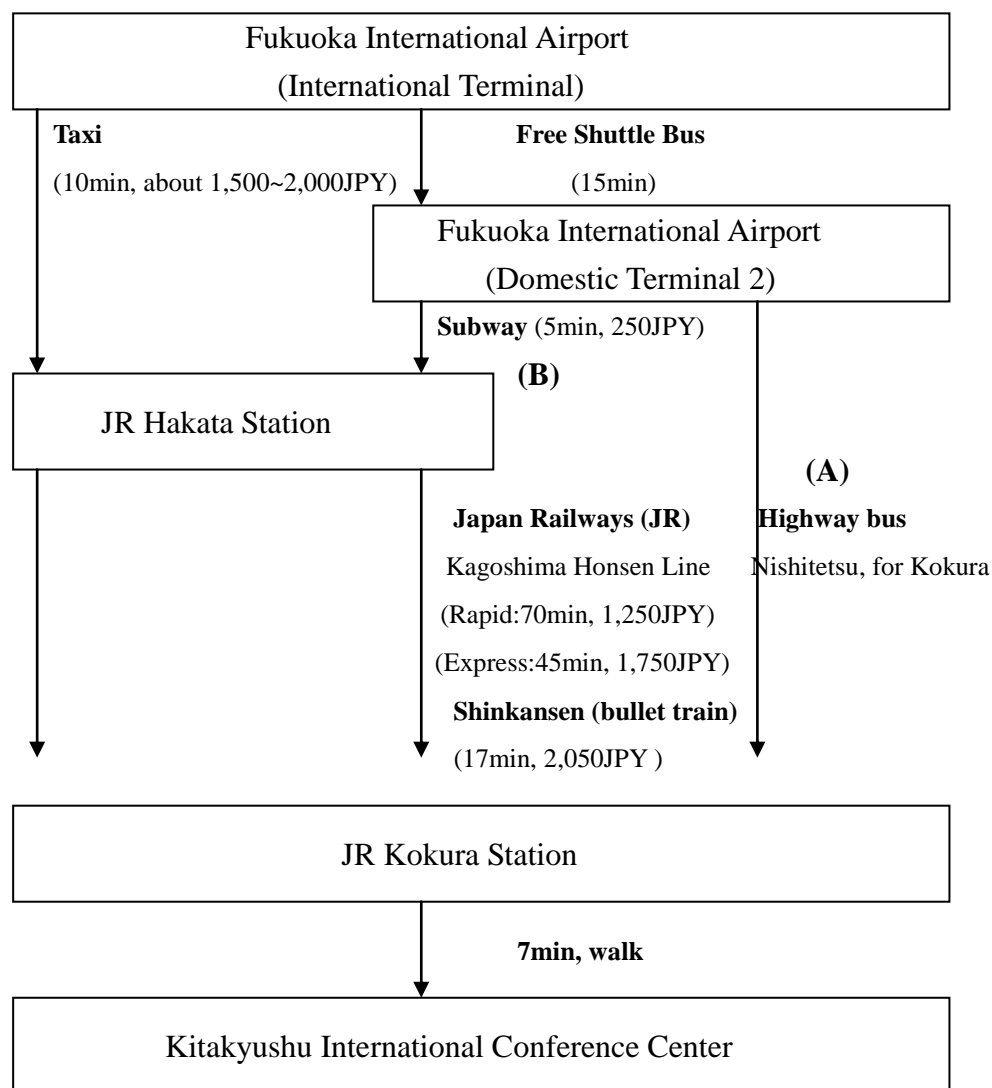 Fukuoka International Airport
(International Terminal)
Taxi
(10min, about 1,500~2,000JPY)
Free Shuttle Bus
(15min)
Fukuoka International Airport
(Domestic Terminal 2)
Subway (5min, 250JPY)
(B)
JR Hakata Station
(A)
Japan Railways (JR)
Kagoshima Honsen Line
(Rapid:70min, 1,250JPY)
(Express:45min, 1,750JPY)
Shinkansen (bullet train)
(17min, 2,050JPY )
Highway bus
Nishitetsu, for Kokura
JR Kokura Station
7min, walk
Kitakyushu International Conference Center